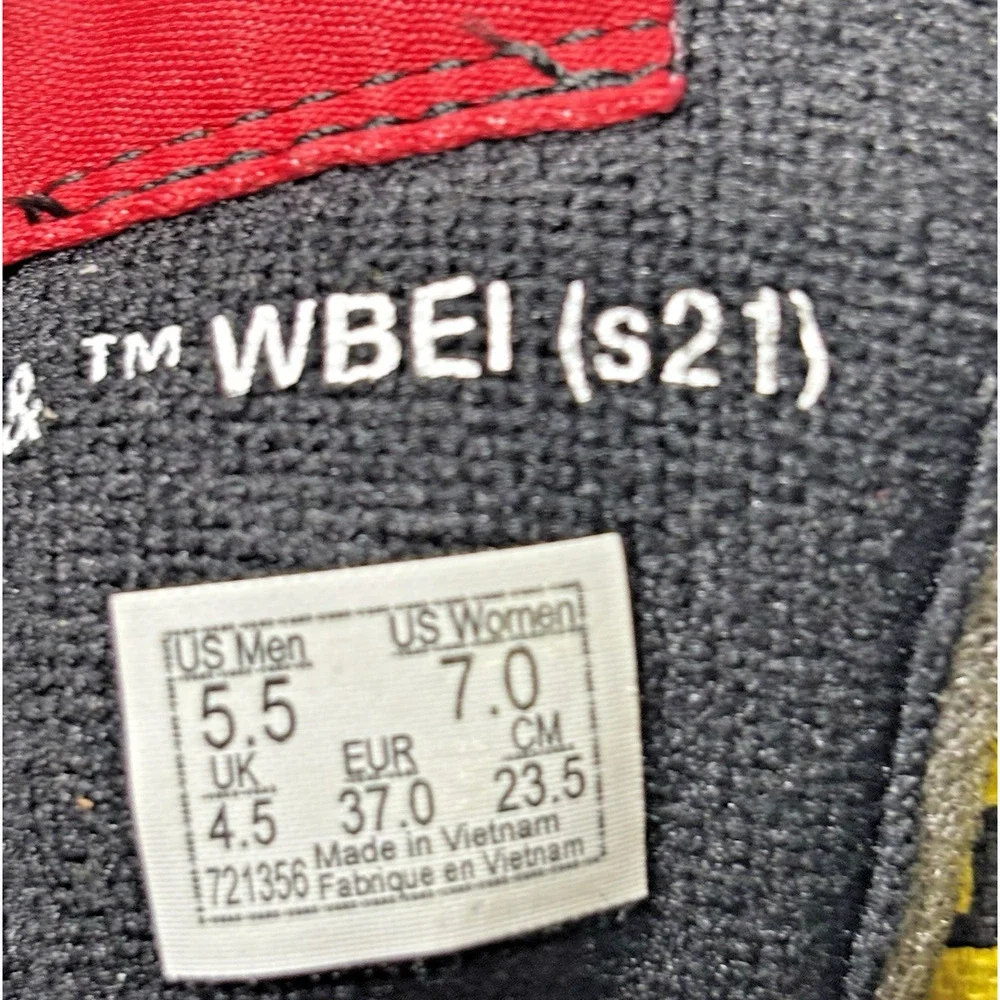 & ™ WBEI (s21)
US Men US Women
5.5 7.0
UK EUR CM
4.5 37.0 23.5
Made in Vietnam
721356 Fabrique en Vietnam